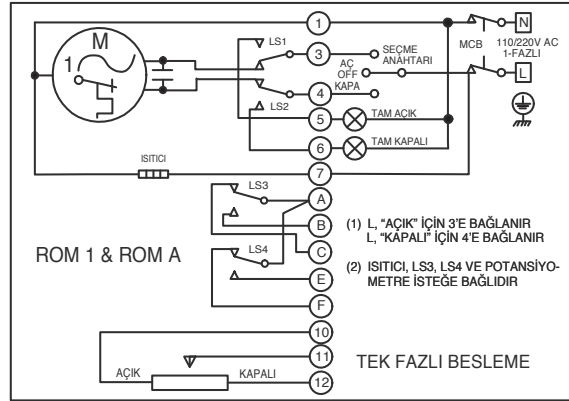 M
1
LS1
LS2
1
3
4
5
6
7
SEÇME
ANAHTARI
AÇ
OFF
KAPA
TAM AÇIK
TAM KAPALI
MCB
N
110/220V AC
1-FAZLI
L
ISITICI
LS3
LS4
A
B
C
E
F
10
11
12
(1) L, “AÇIK” İÇİN 3’E BAĞLANIR
L, “KAPALI” İÇİN 4’E BAĞLANIR
(2) ISITICI, LS3, LS4 VE POTANSİYO-
METRE İSTEĞE BAĞLIDIR
ROM 1 & ROM A
AÇIK
KAPALI
TEK FAZLI BESLEME